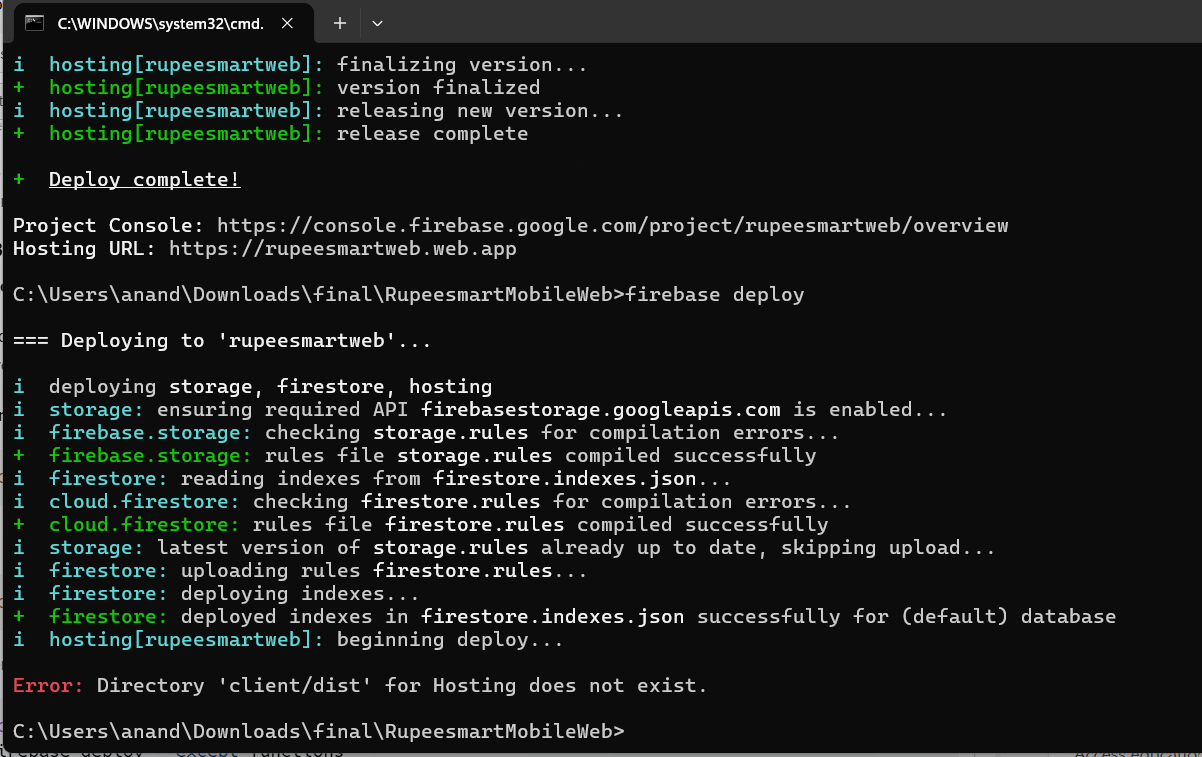 C:\WINDOWS\system32\cmd.
i hosting[rupeesmartweb]: finalizing version...
+ hosting[rupeesmartweb]: version finalized
i hosting[rupeesmartweb]: releasing new version...
+ hosting[rupeesmartweb]: release complete
+ Deploy complete!
Project Console: https://console.firebase.google.com/project/rupeesmartweb/overview
Hosting URL: https://rupeesmartweb.web.app
C:\Users\anand\Downloads\final\RupeesmartMobileWeb>firebase deploy
=== Deploying to 'rupeesmartweb'...
i deploying storage, firestore, hosting
i storage: ensuring required API firebasestorage.googleapis.com is enabled...
i firebase.storage: checking storage.rules for compilation errors...
+ firebase.storage: rules file storage.rules compiled successfully
i firestore: reading indexes from firestore.indexes.json...
i cloud.firestore: checking firestore.rules for compilation errors...
+ cloud.firestore: rules file firestore.rules compiled successfully
i storage: latest version of storage.rules already up to date, skipping upload...
i firestore: uploading rules firestore.rules...
i firestore: deploying indexes...
+ firestore: deployed indexes in firestore.indexes.json successfully for (default) database
i hosting[rupeesmartweb]: beginning deploy...
Error: Directory 'client/dist' for Hosting does not exist.
C:\Users\anand\Downloads\final\RupeesmartMobileWeb>